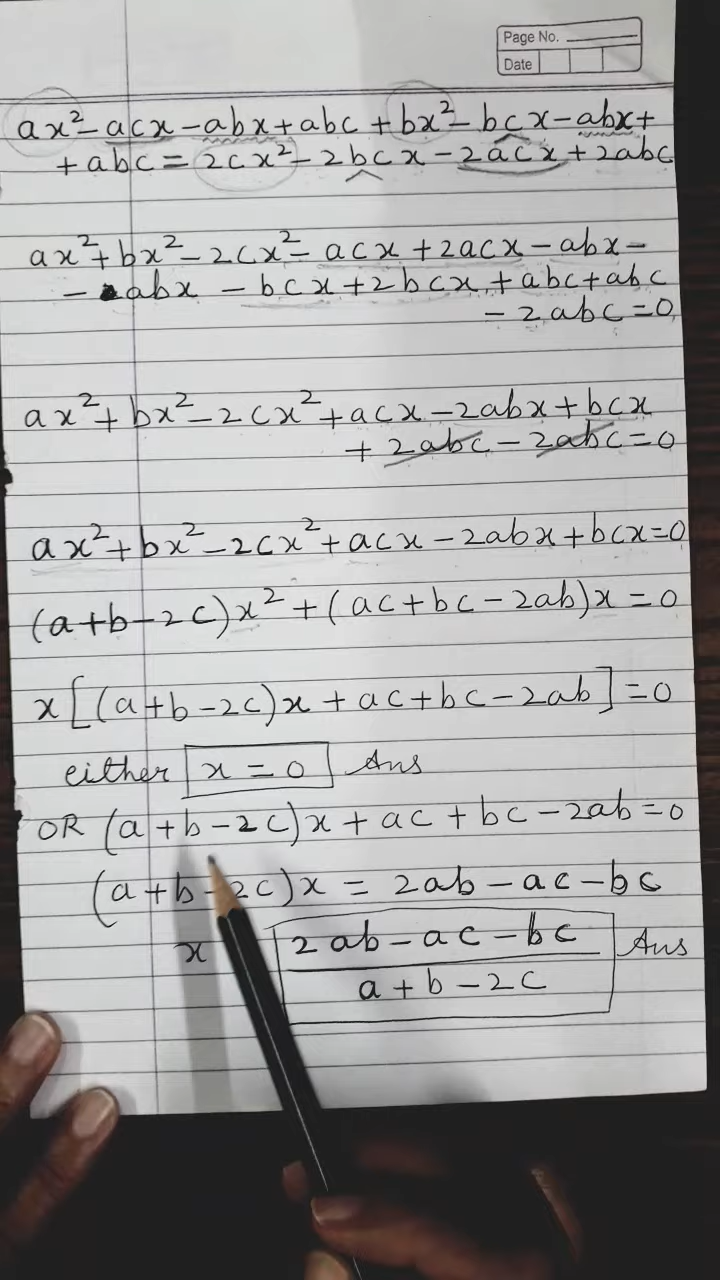 Page No.
Date
ax² - acx - abx + abc + bx² - bcx - abx +
+ abc = 2cx² - 2bcx - 2acx + 2abc
ax² + bx² - 2cx² - acx + 2acx - abx -
- abx - bcx + 2bcx + abc + abc
- 2abc = 0
ax² + bx² - 2cx² + acx - 2abx + bcx
+ 2abc - 2abc = 0
ax² + bx² - 2cx² + acx - 2abx + bcx = 0
(a + b - 2c)x² + (ac + bc - 2ab)x = 0
x[(a + b - 2c)x + ac + bc - 2ab] = 0
either x = 0 Ans
OR (a + b - 2c)x + ac + bc - 2ab = 0
(a + b - 2c)x = 2ab - ac - bc
x 2ab - ac - bc Ans
a + b - 2c